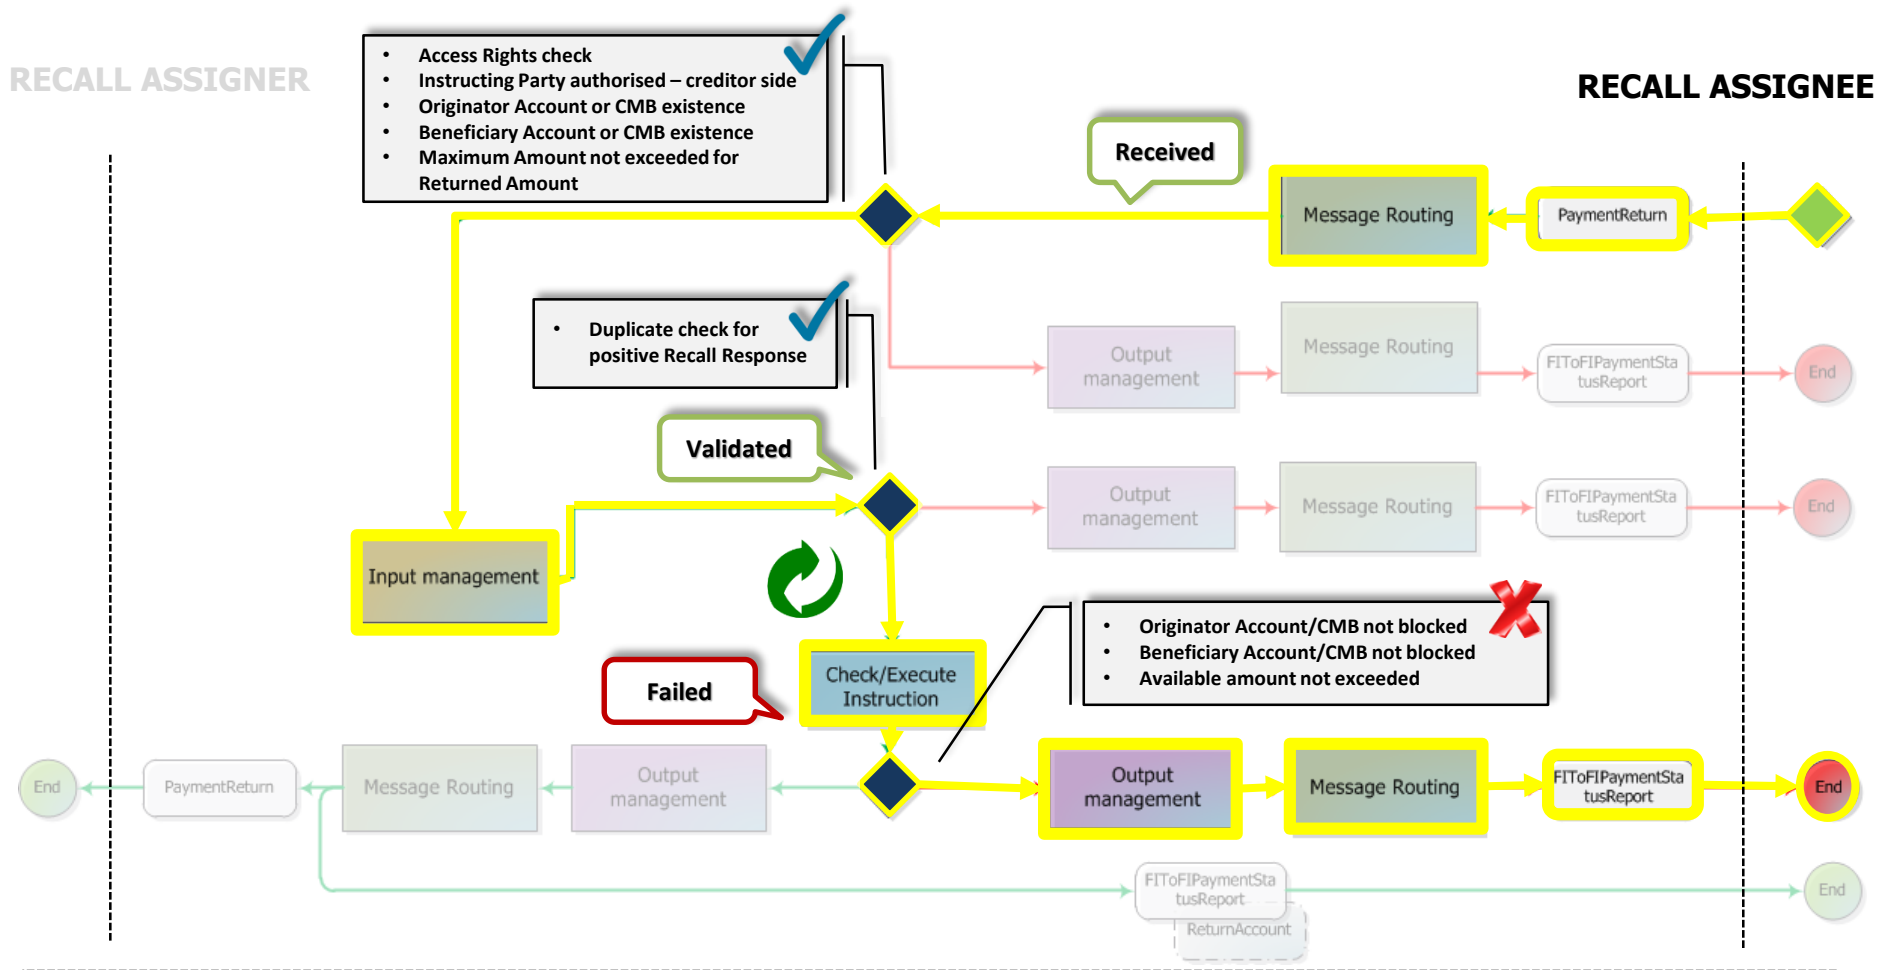 RECALL ASSIGNER
RECALL ASSIGNEE
• Access Rights check
• Instructing Party authorised – creditor side
• Originator Account or CMB existence
• Beneficiary Account or CMB existence
• Maximum Amount not exceeded for
Returned Amount
Received
Message Routing
PaymentReturn
• Duplicate check for
positive Recall Response
Output
management
Message Routing
FIToFIPaymentSta
tusReport
End
Validated
Output
management
Message Routing
FIToFIPaymentSta
tusReport
End
Input management
• Originator Account/CMB not blocked
• Beneficiary Account/CMB not blocked
• Available amount not exceeded
Failed
Check/Execute
Instruction
End
PaymentReturn
Message Routing
Output
management
Output
management
Message Routing
FIToFIPaymentSta
tusReport
End
FIToFIPaymentSta
tusReport
ReturnAccount
End